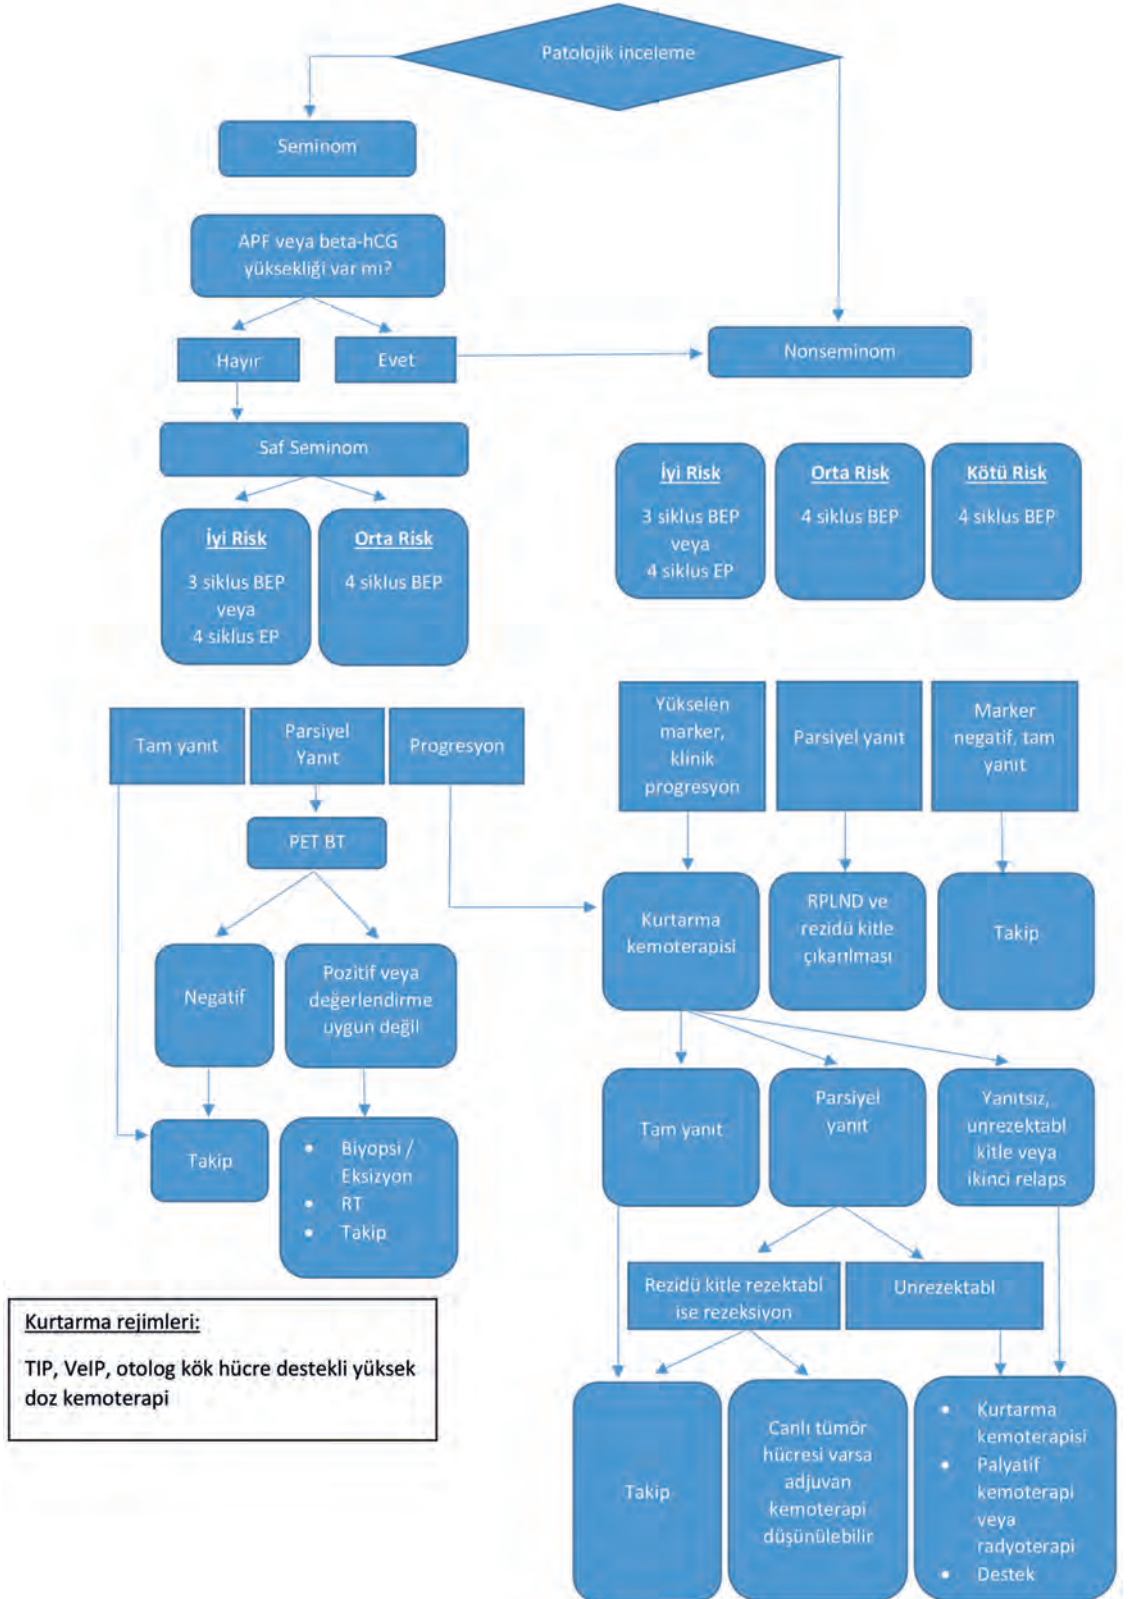 Patolojik inceleme
Seminom
APF veya beta-hCG
yüksekliği var mı?
Hayır
Evet
Nonseminom
Saf Seminom
İyi Risk
3 siklus BEP
veya
4 siklus EP
Orta Risk
4 siklus BEP
İyi Risk
3 siklus BEP
veya
4 siklus EP
Orta Risk
4 siklus BEP
Kötü Risk
4 siklus BEP
Tam yanıt
Parsiyel
Yanıt
Progresyon
Yükselen
marker,
klinik
progresyon
Parsiyel yanıt
Marker
negatif, tam
yanıt
PET BT
Kurtarma
kemoterapisi
RPLND ve
rezidü kitle
çıkarılması
Takip
Negatif
Pozitif veya
değerlendirme
uygun değil
Tam yanıt
Parsiyel
yanıt
Yanıtsız,
unrezektabl
kitle veya
ikinci relaps
Takip
• Biyopsi /
Eksizyon
• RT
• Takip
Rezidü kitle rezektabl
ise rezeksiyon
Unrezektabl
Kurtarma rejimleri:
TIP, VeIP, otolog kök hücre destekli yüksek
doz kemoterapi
Takip
Canlı tümör
hücresi varsa
adjuvan
kemoterapi
düşünülebilir
• Kurtarma
kemoterapisi
• Palyatif
kemoterapi
veya
radyoterapi
• Destek